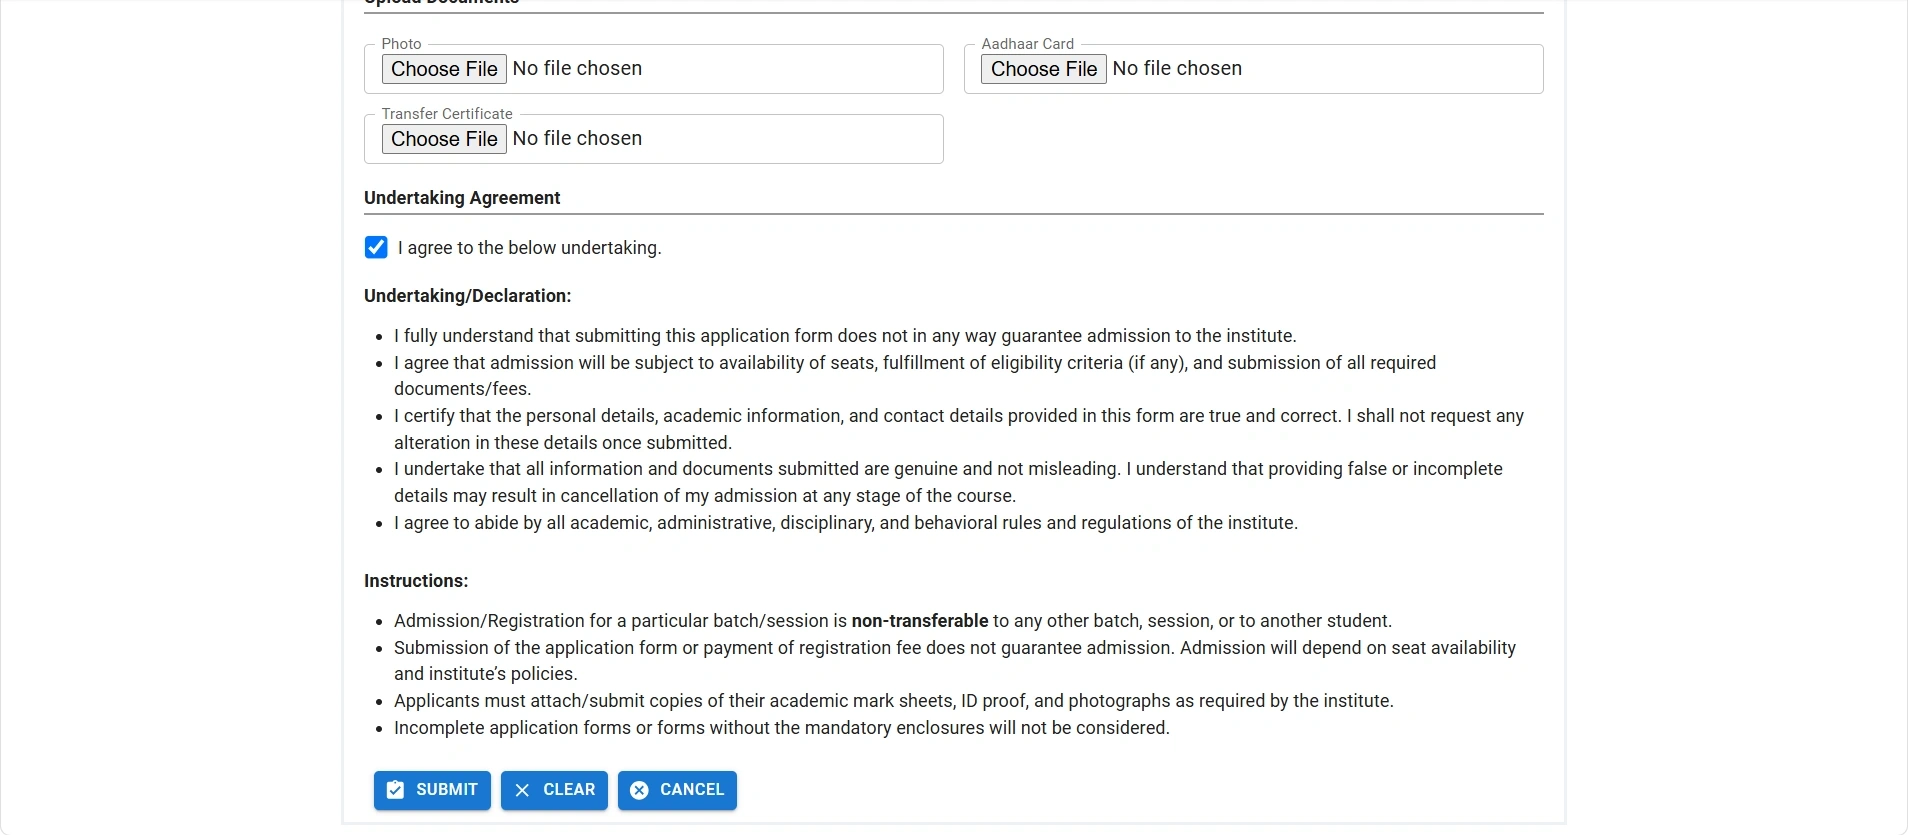 Upload Documents
Photo
Choose File No file chosen
Aadhaar Card
Choose File No file chosen
Transfer Certificate
Choose File No file chosen
Undertaking Agreement
I agree to the below undertaking.
Undertaking/Declaration:
I fully understand that submitting this application form does not in any way guarantee admission to the institute.
I agree that admission will be subject to availability of seats, fulfillment of eligibility criteria (if any), and submission of all required
documents/fees.
I certify that the personal details, academic information, and contact details provided in this form are true and correct. I shall not request any
alteration in these details once submitted.
I undertake that all information and documents submitted are genuine and not misleading. I understand that providing false or incomplete
details may result in cancellation of my admission at any stage of the course.
I agree to abide by all academic, administrative, disciplinary, and behavioral rules and regulations of the institute.
Instructions:
Admission/Registration for a particular batch/session is non-transferable to any other batch, session, or to another student.
Submission of the application form or payment of registration fee does not guarantee admission. Admission will depend on seat availability
and institute’s policies.
Applicants must attach/submit copies of their academic mark sheets, ID proof, and photographs as required by the institute.
Incomplete application forms or forms without the mandatory enclosures will not be considered.
SUBMIT CLEAR CANCEL